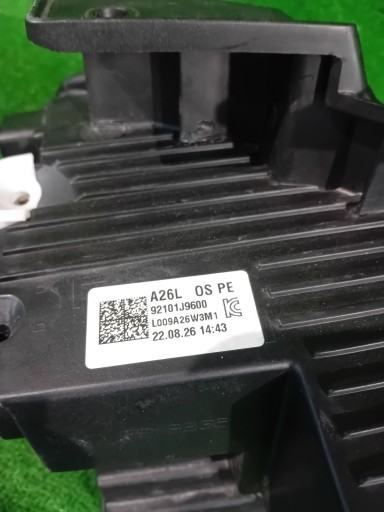 A26L OS PE
92101J9600
L009A26W3M1
22.08.26 14:43